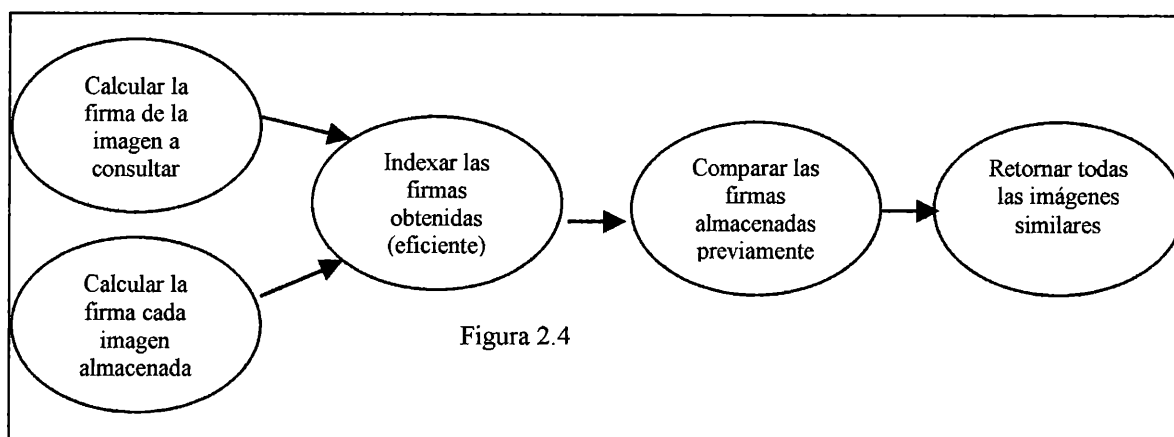 Calcular la
firma de la
imagen a
consultar
Calcular la
firma cada
imagen
almacenada
Indexar las
firmas
obtenidas
(eficiente)
Comparar las
firmas
almacenadas
previamente
Retornar todas
las imágenes
similares
Figura 2.4